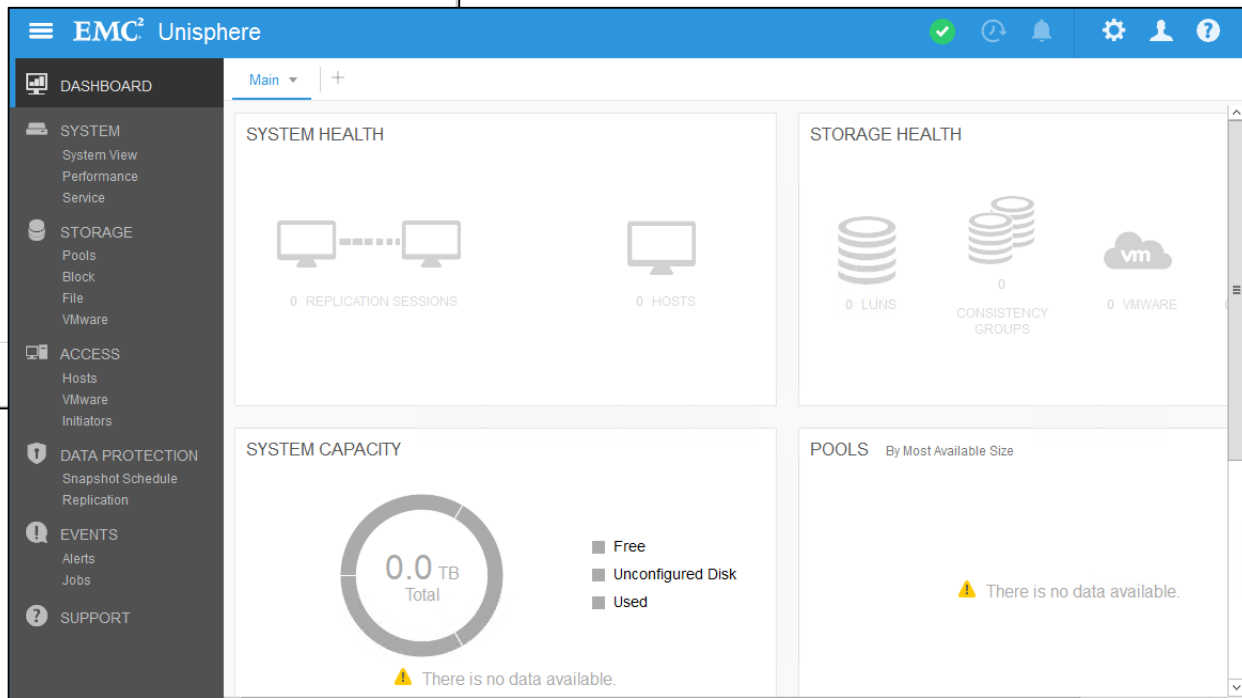 EMC² Unisphere
DASHBOARD
SYSTEM
System View
Performance
Service
STORAGE
Pools
Block
File
VMware
ACCESS
Hosts
VMware
Initiators
DATA PROTECTION
Snapshot Schedule
Replication
EVENTS
Alerts
Jobs
SUPPORT
Main
SYSTEM HEALTH
0 REPLICATION SESSIONS
0 HOSTS
STORAGE HEALTH
vm
0 LUNS
0
CONSISTENCY
GROUPS
0 VMWARE
SYSTEM CAPACITY
0.0 TB
Total
Free
Unconfigured Disk
Used
There is no data available.
POOLS By Most Available Size
There is no data available.